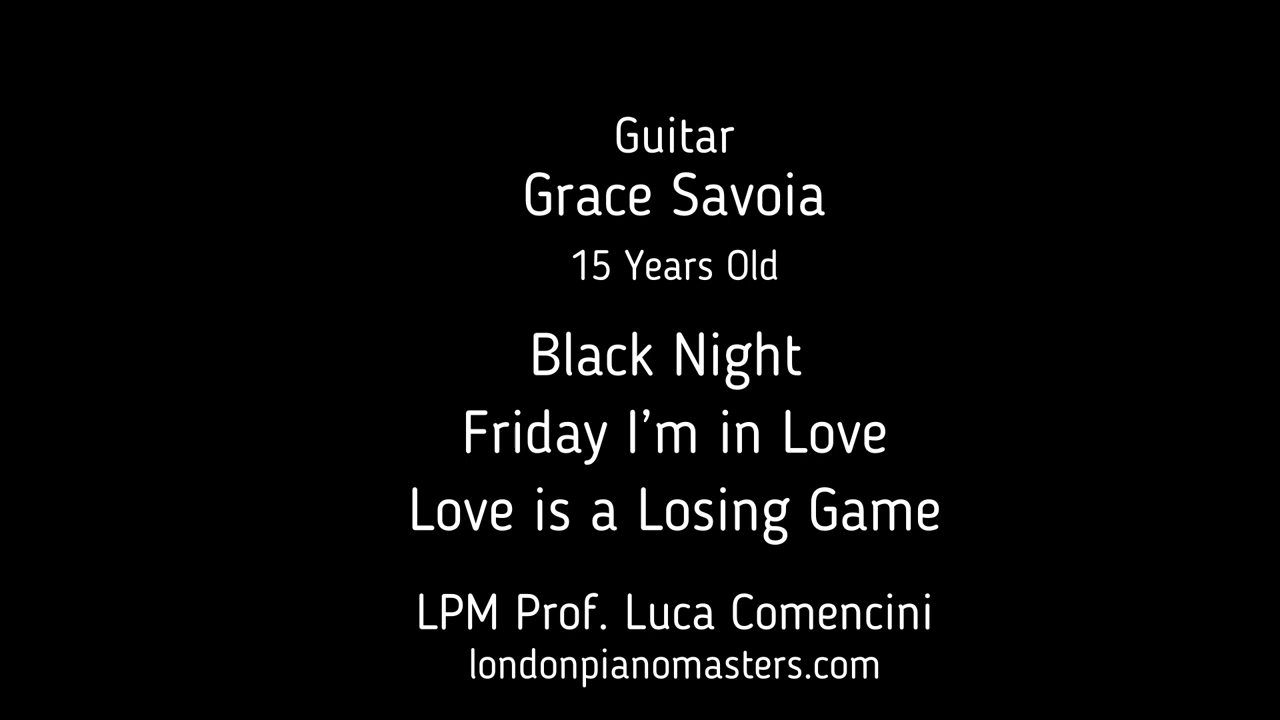 Guitar
Grace Savoia
15 Years Old
Black Night
Friday I’m in Love
Love is a Losing Game
LPM Prof. Luca Comencini
londonpianomasters.com